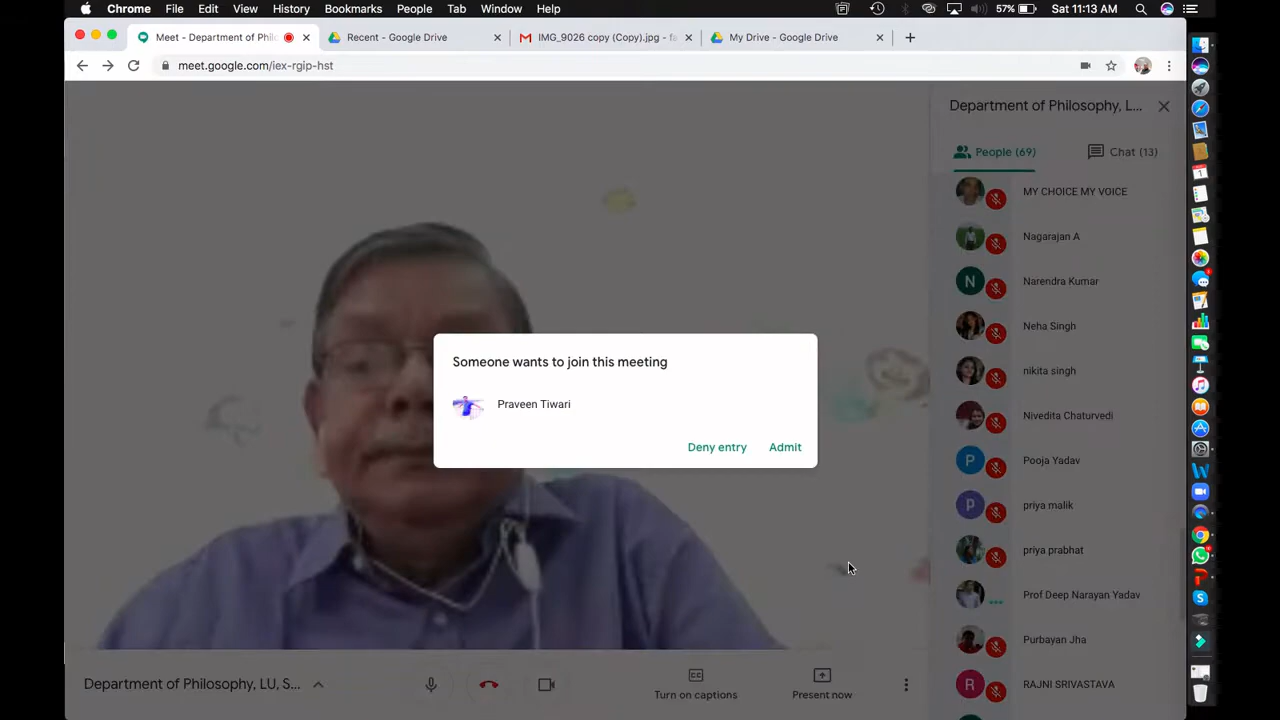 Chrome File Edit View History Bookmarks People Tab Window Help 57% Sat 11:13 AM
Meet - Department of Philo Recent - Google Drive IMG_9026 copy (Copy).jpg - fa My Drive - Google Drive
meet.google.com/iex-rgip-hst
Department of Philosophy, L...
People (69) Chat (13)
MY CHOICE MY VOICE
Nagarajan A
N Narendra Kumar
Neha Singh
nikita singh
Nivedita Chaturvedi
P Pooja Yadav
P priya malik
priya prabhat
Prof Deep Narayan Yadav
Purbayan Jha
R RAJNI SRIVASTAVA
Someone wants to join this meeting
Praveen Tiwari
Deny entry Admit
Department of Philosophy, LU, S... Turn on captions Present now